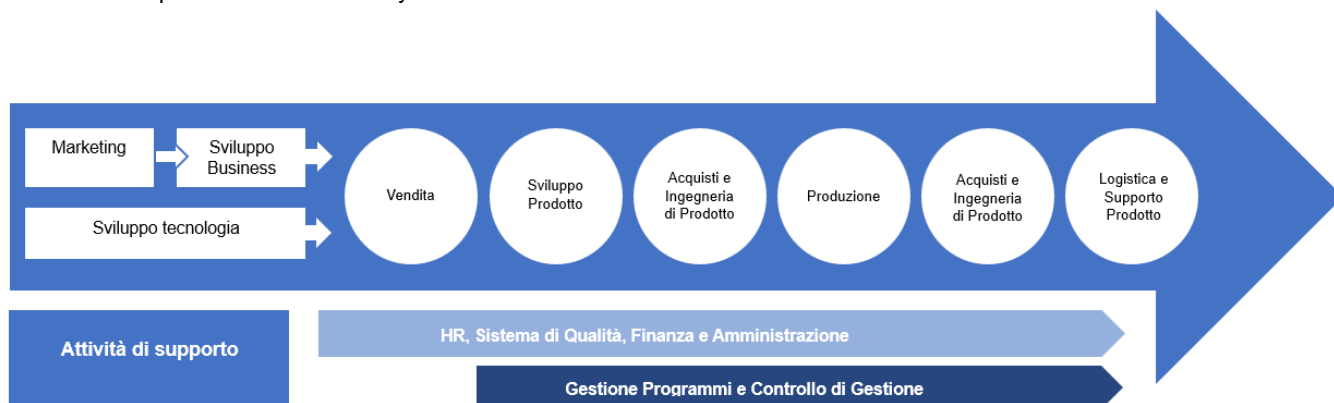 Marketing
Sviluppo
Business
Sviluppo tecnologia
Vendita
Sviluppo
Prodotto
Acquisti e
Ingegneria
di Prodotto
Produzione
Acquisti e
Ingegneria
di Prodotto
Logistica e
Supporto
Prodotto
Attività di supporto
HR, Sistema di Qualità, Finanza e Amministrazione
Gestione Programmi e Controllo di Gestione